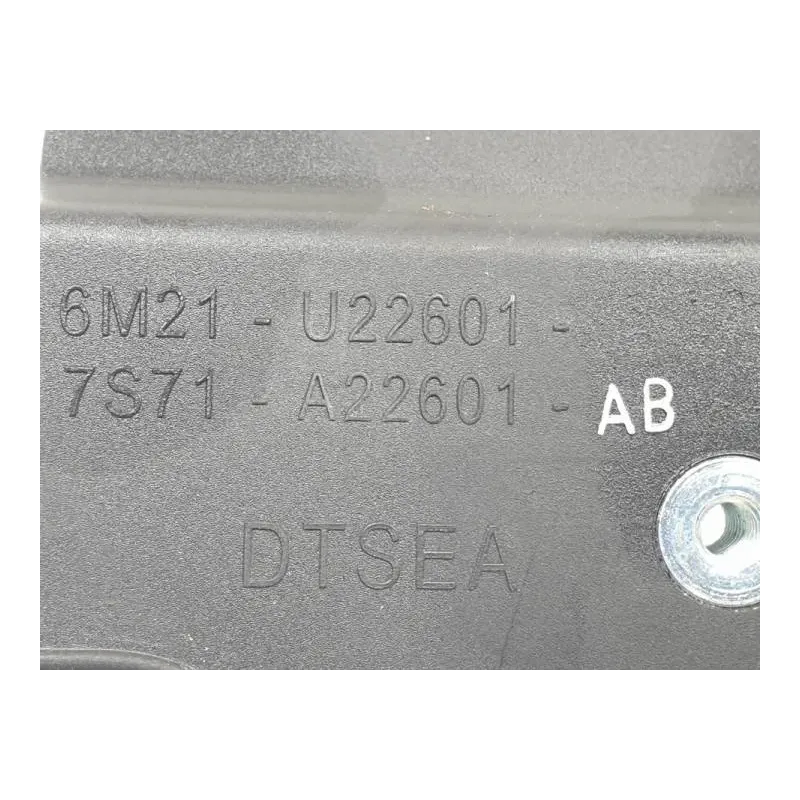 6M21 - U22601 -
7S71 - A22601 - AB
DTSEA